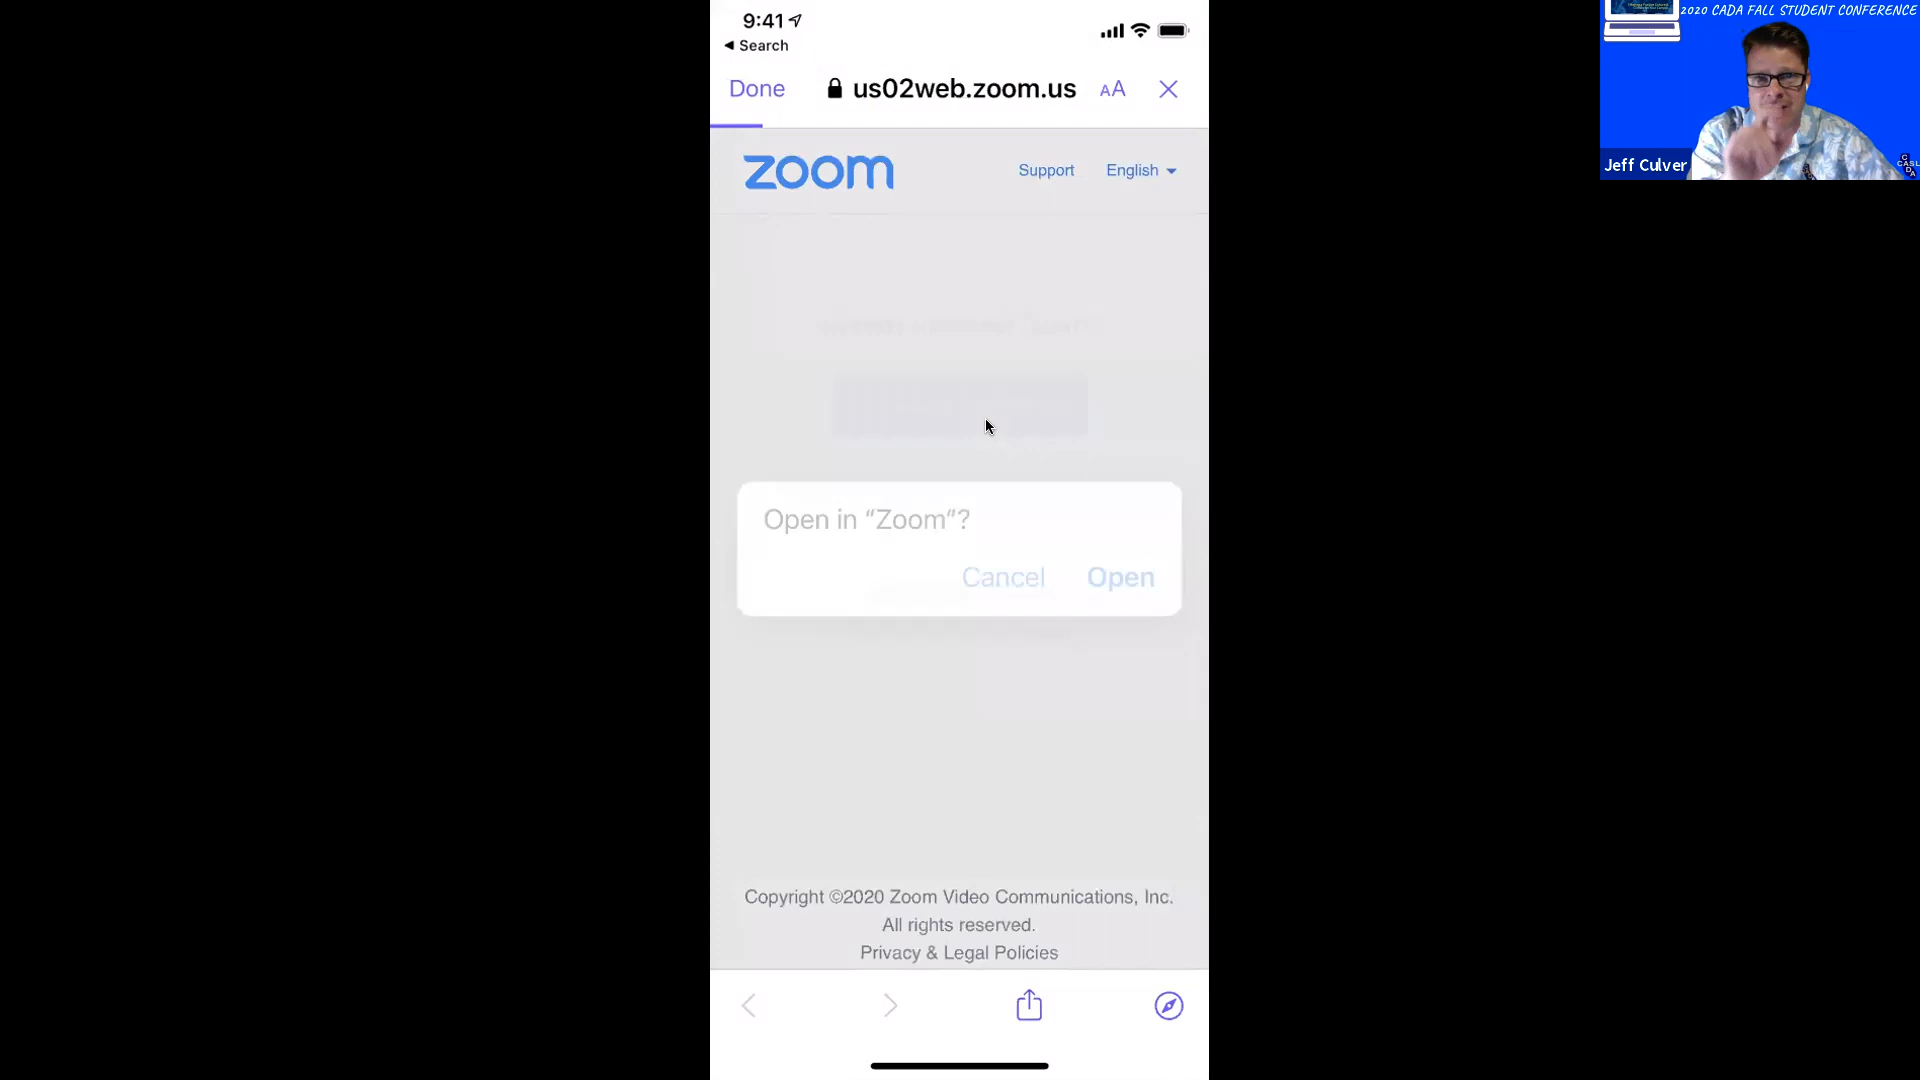 9:41
Search
Done
us02web.zoom.us
AA
zoom
Support
English
Open in “Zoom”?
Cancel
Open
Copyright ©2020 Zoom Video Communications, Inc.
All rights reserved.
Privacy & Legal Policies
2020 CADA FALL STUDENT CONFERENCE
Jeff Culver